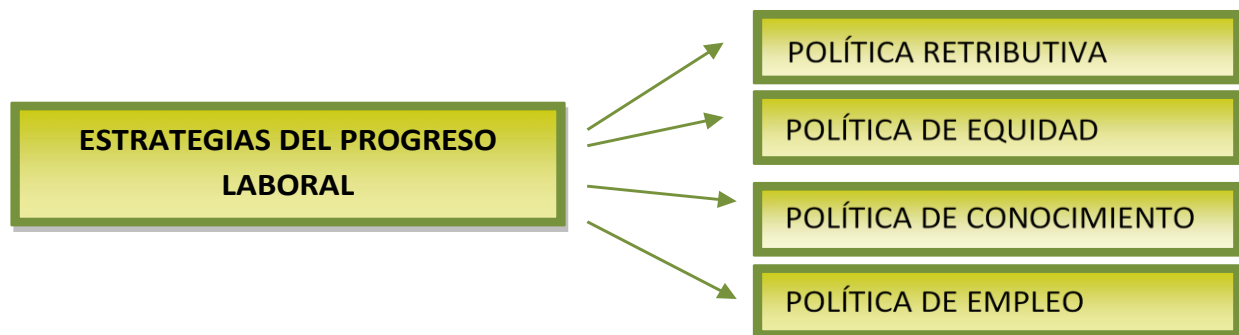 ESTRATEGIAS DEL PROGRESO
LABORAL
POLÍTICA RETRIBUTIVA
POLÍTICA DE EQUIDAD
POLÍTICA DE CONOCIMIENTO
POLÍTICA DE EMPLEO